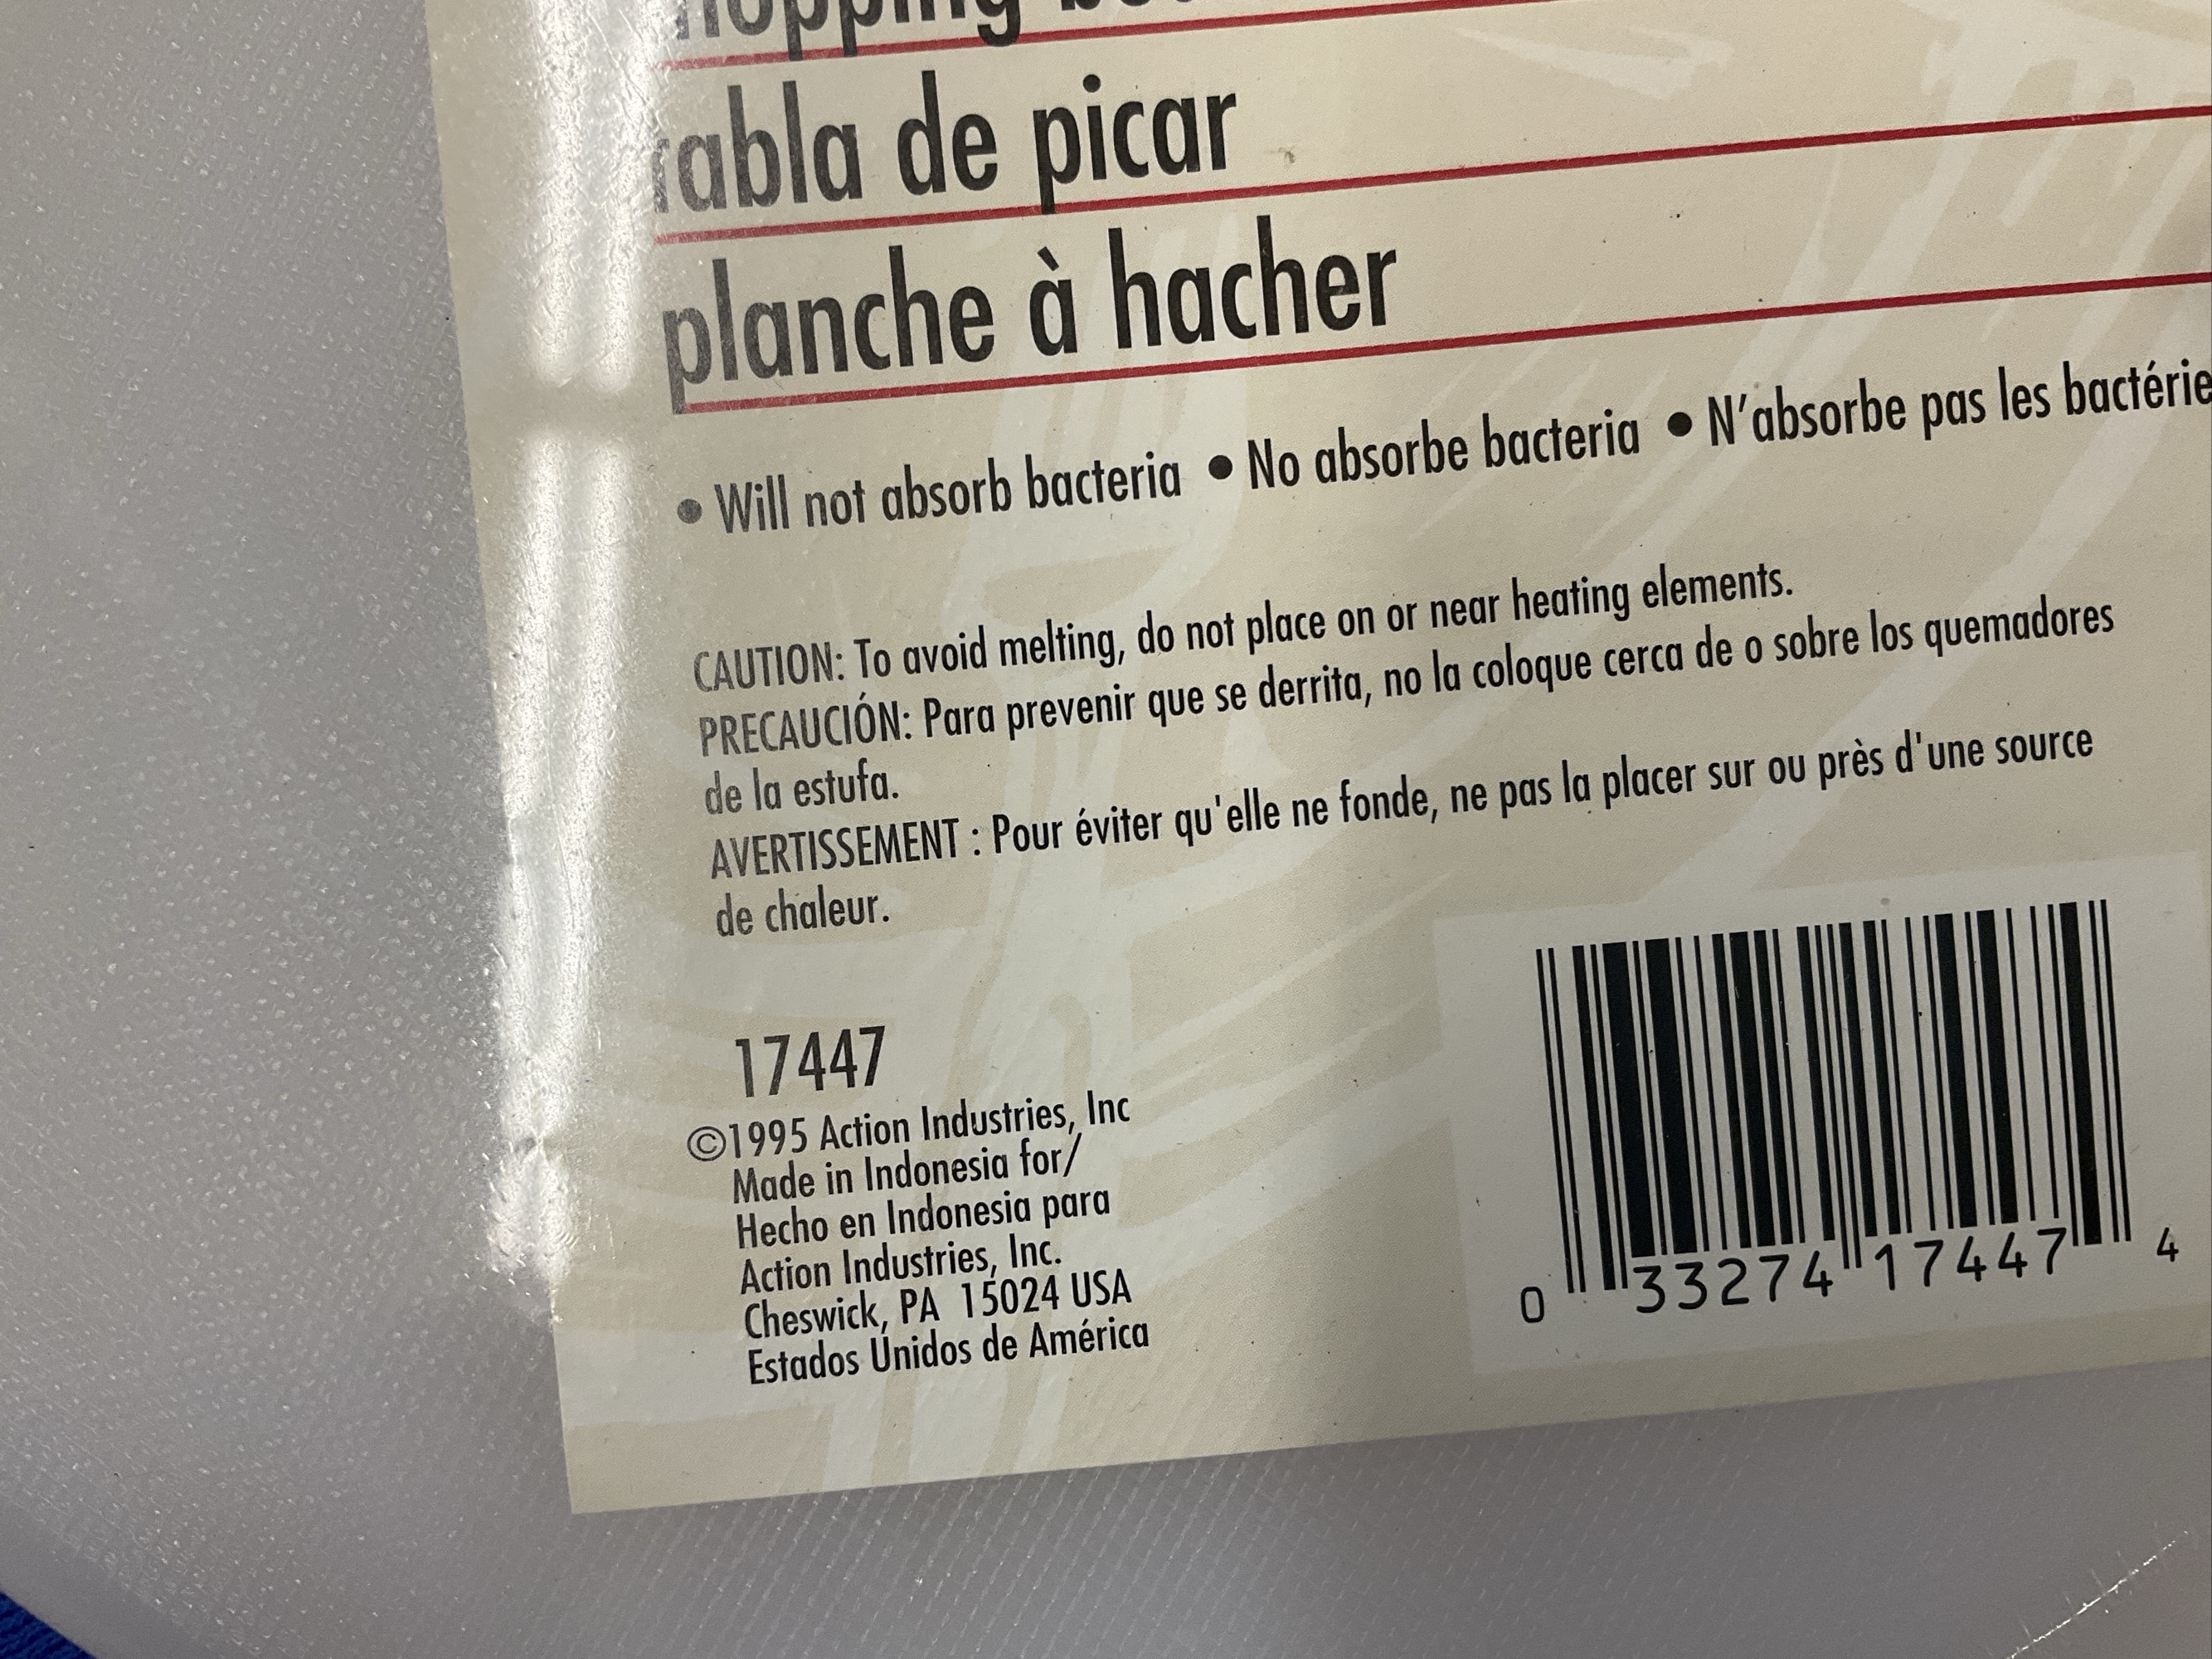 tabla de picar
planche à hacher
• Will not absorb bacteria • No absorbe bacteria • N'absorbe pas les bactérie
CAUTION: To avoid melting, do not place on or near heating elements.
PRECAUCIÓN: Para prevenir que se derrita, no la coloque cerca de o sobre los quemadores
de la estufa.
AVERTISSEMENT : Pour éviter qu'elle ne fonde, ne pas la placer sur ou près d'une source
de chaleur.
17447
©1995 Action Industries, Inc
Made in Indonesia for/
Hecho en Indonesia para
Action Industries, Inc.
Cheswick, PA 15024 USA
Estados Unidos de América
0 33274 17447 4